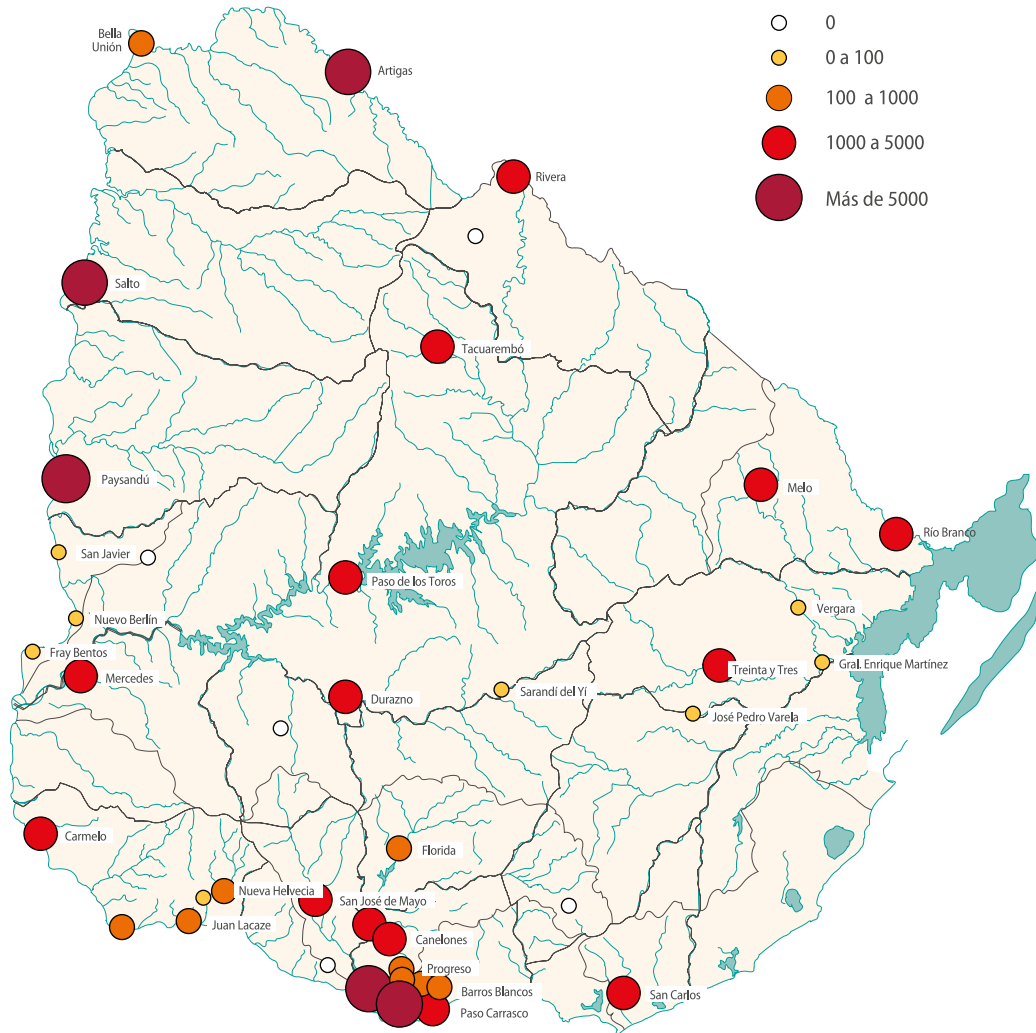 Bella
Unión
Artigas
0
0 a 100
100 a 1000
1000 a 5000
Más de 5000
Rivera
Salto
Tacuarembó
Paysandú
Melo
Río Branco
San Javier
Paso de los Toros
Nuevo Berlín
Vergara
Fray Bentos
Mercedes
Treinta y Tres
Gral. Enrique Martínez
Sarandí del Yí
Durazno
José Pedro Varela
Carmelo
Florida
Nueva Helvecia
San José de Mayo
Juan Lacaze
Canelones
Progreso
Barros Blancos
San Carlos
Paso Carrasco